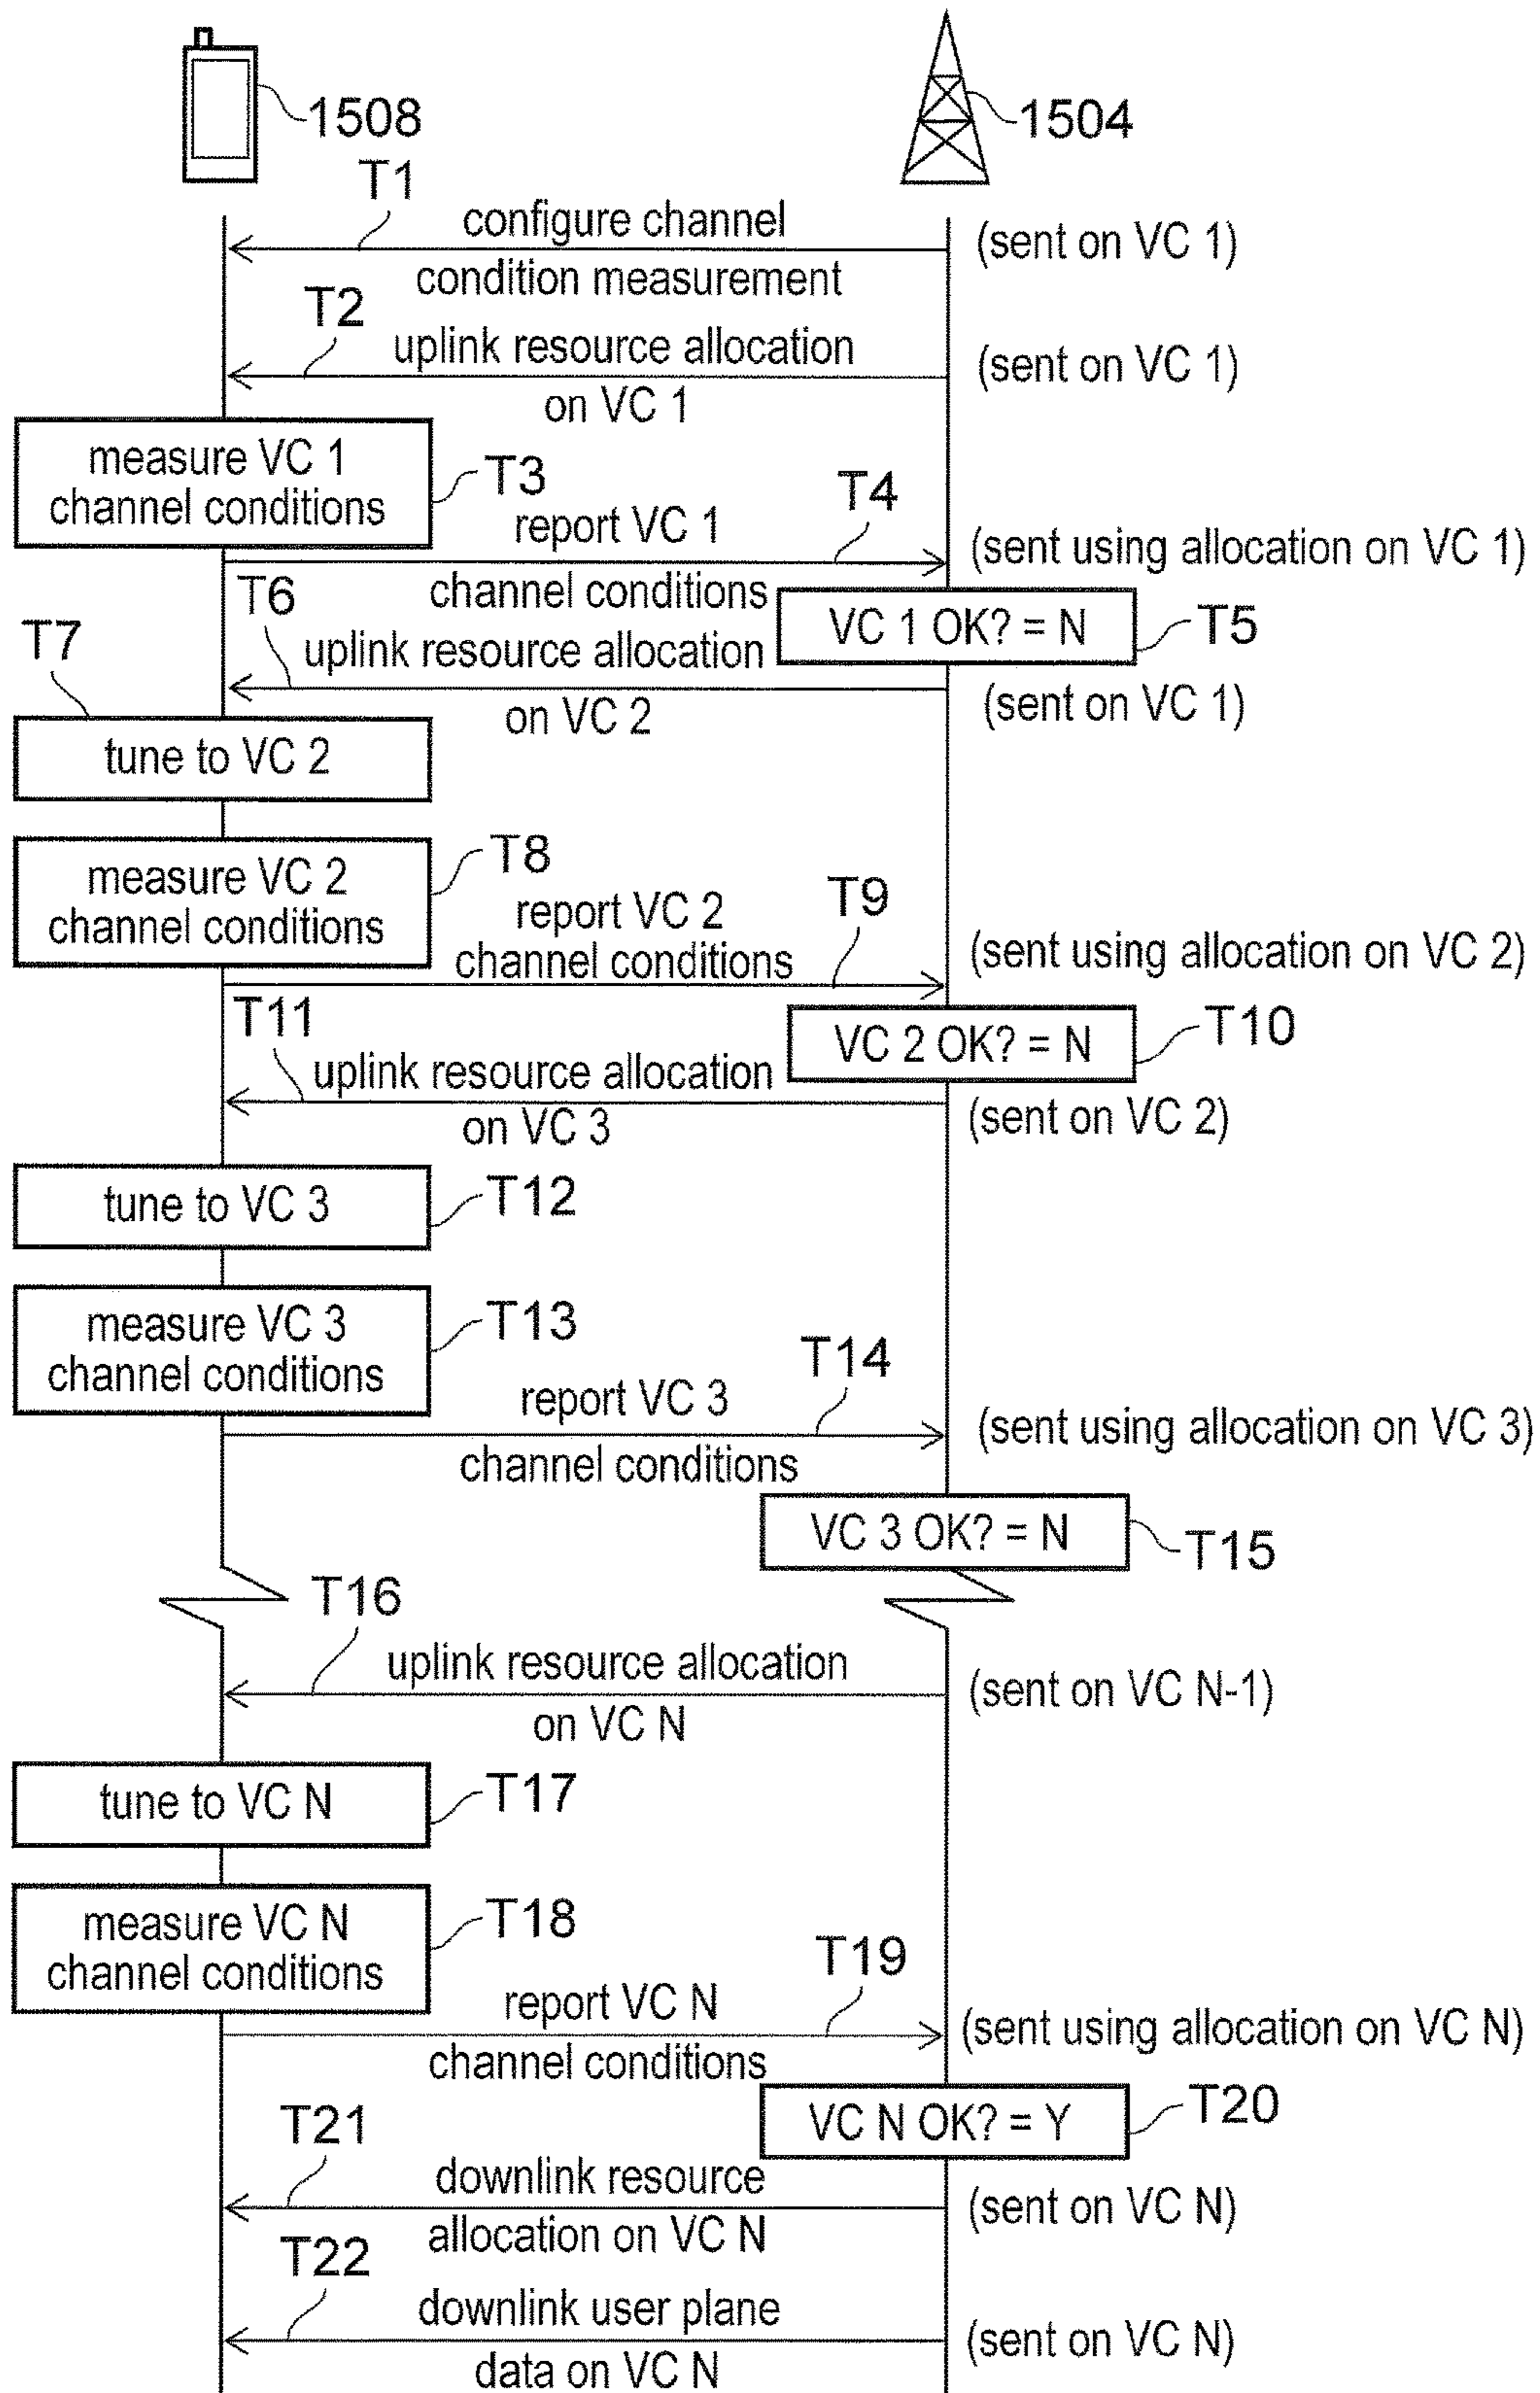 1508
1504
T1
configure channel
(sent on VC 1)
condition measurement
T2
uplink resource allocation
(sent on VC 1)
on VC 1
measure VC 1
channel conditions
T3
T4
report VC 1
(sent using allocation on VC 1)
channel conditions
T6
VC 1 OK? = N
T5
T7
uplink resource allocation
(sent on VC 1)
on VC 2
tune to VC 2
measure VC 2
channel conditions
T8
T9
report VC 2
channel conditions
(sent using allocation on VC 2)
T11
VC 2 OK? = N
T10
uplink resource allocation
(sent on VC 2)
on VC 3
tune to VC 3
T12
measure VC 3
channel conditions
T13
T14
report VC 3
(sent using allocation on VC 3)
channel conditions
VC 3 OK? = N
T15
T16
uplink resource allocation
(sent on VC N-1)
on VC N
tune to VC N
T17
measure VC N
channel conditions
T18
T19
report VC N
(sent using allocation on VC N)
channel conditions
VC N OK? = Y
T20
T21
downlink resource
(sent on VC N)
allocation on VC N
T22
downlink user plane
(sent on VC N)
data on VC N